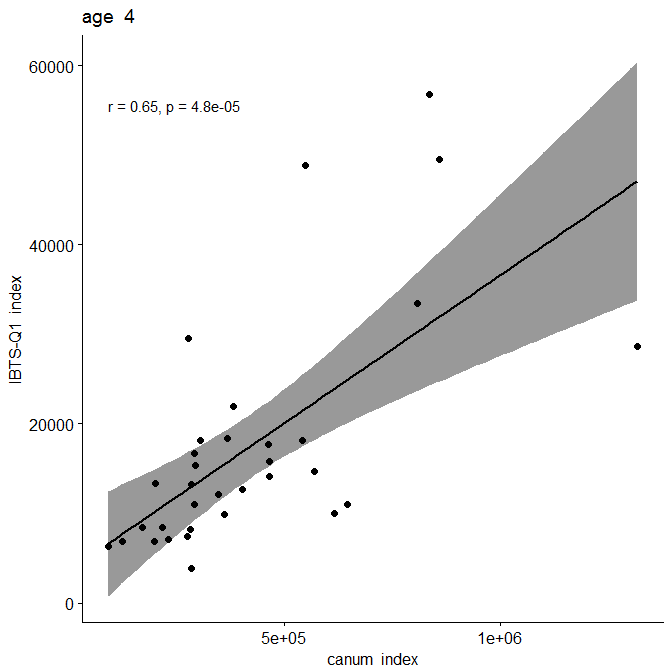 age 4
60000
r = 0.65, p = 4.8e-05
40000
IBTS-Q1 index
20000
0
5e+05
1e+06
canum index